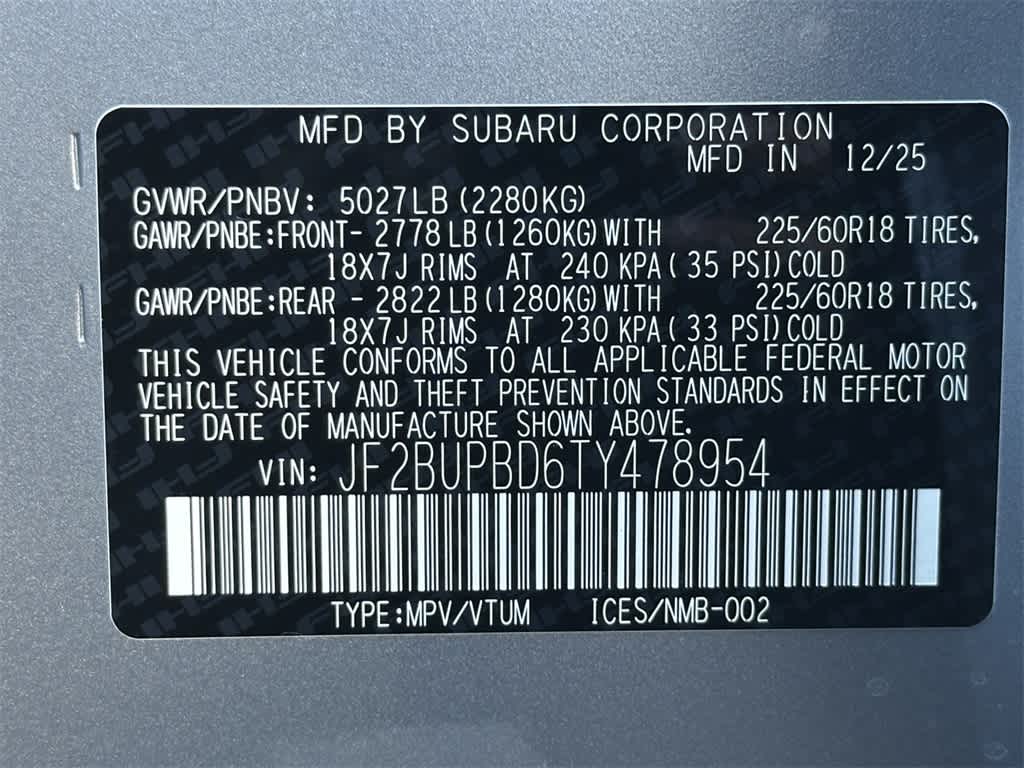 MFD BY SUBARU CORPORATION
MFD IN 12/25
GVWR/PNBV: 5027LB (2280KG)
GAWR/PNBE:FRONT- 2778 LB(1260KG)WITH 225/60R18 TIRES,
18X7J RIMS AT 240 KPA( 35 PSI)COLD
GAWR/PNBE:REAR - 2822 LB(1280KG)WITH 225/60R18 TIRES,
18X7J RIMS AT 230 KPA( 33 PSI)COLD
THIS VEHICLE CONFORMS TO ALL APPLICABLE FEDERAL MOTOR
VEHICLE SAFETY AND THEFT PREVENTION STANDARDS IN EFFECT ON
THE DATE OF MANUFACTURE SHOWN ABOVE.
VIN: JF2BUPBD6TY478954
TYPE:MPV/VTUM ICES/NMB-002